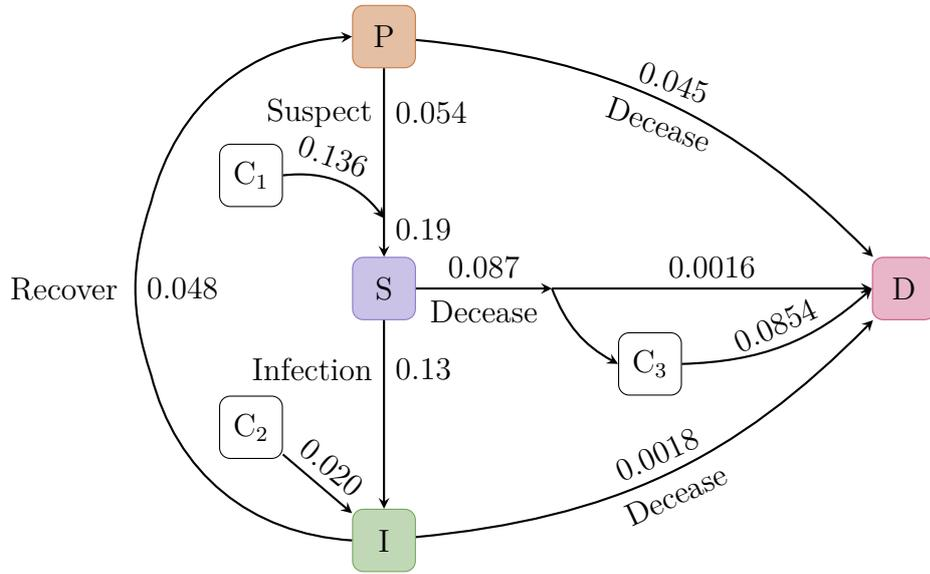 P
0.045
Decease
Suspect
0.054
0.136
C₁
0.19
S
0.087
Decease
0.0016
D
Recover
0.048
C₃
0.0854
Infection
0.13
C₂
0.020
0.0018
Decease
I